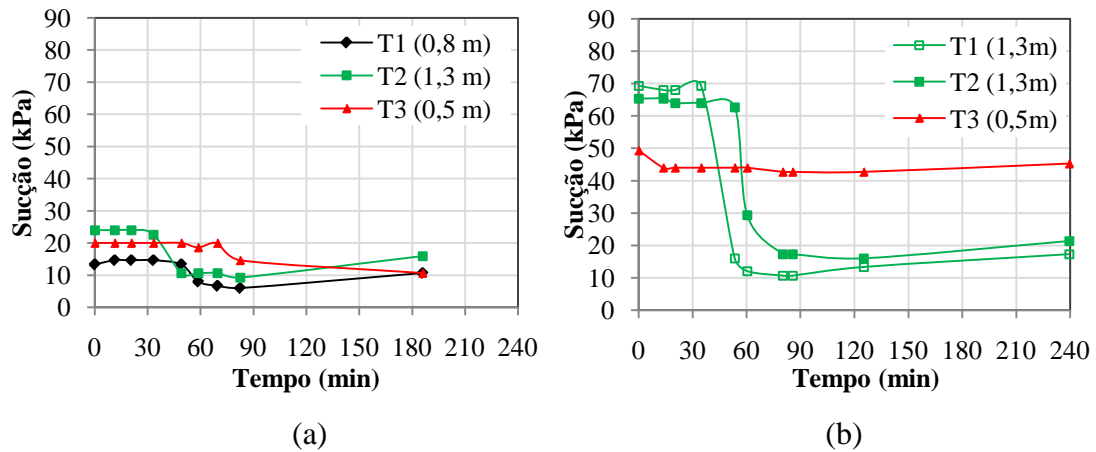 90
80
70
60
50
40
30
20
10
0
Sucção (kPa)
T1 (0,8 m)
T2 (1,3 m)
T3 (0,5 m)
0 30 60 90 120 150 180 210 240
Tempo (min)
(a)
90
80
70
60
50
40
30
20
10
0
Sucção (kPa)
T1 (1,3m)
T2 (1,3m)
T3 (0,5m)
0 30 60 90 120 150 180 210 240
Tempo (min)
(b)